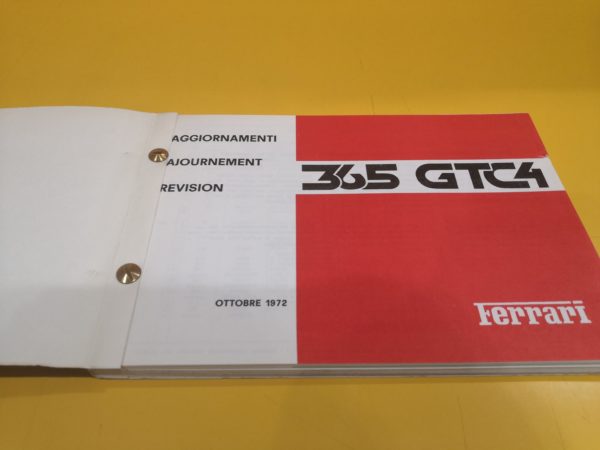 AGGIORNAMENTI
AJOURNEMENT
REVISION
365 GTC4
OTTOBRE 1972
Ferrari